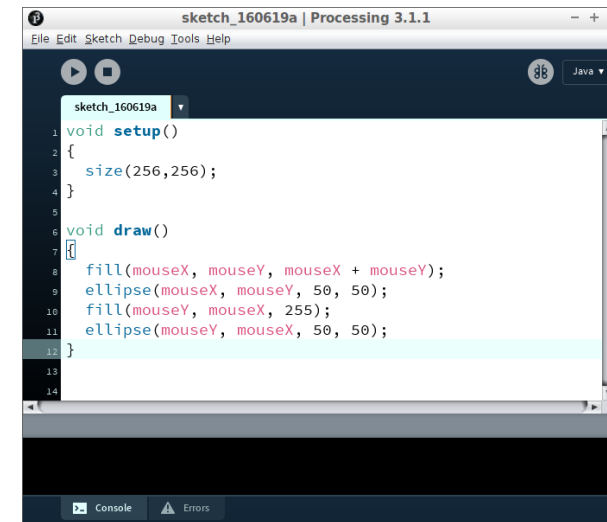 sketch_160619a | Processing 3.1.1
File Edit Sketch Debug Tools Help
Java ▼
sketch_160619a ▼
1 void setup()
2 {
3   size(256,256);
4 }
5
6 void draw()
7 {
8   fill(mouseX, mouseY, mouseX + mouseY);
9   ellipse(mouseX, mouseY, 50, 50);
10   fill(mouseY, mouseX, 255);
11   ellipse(mouseY, mouseX, 50, 50);
12 }
13
14
Console Errors